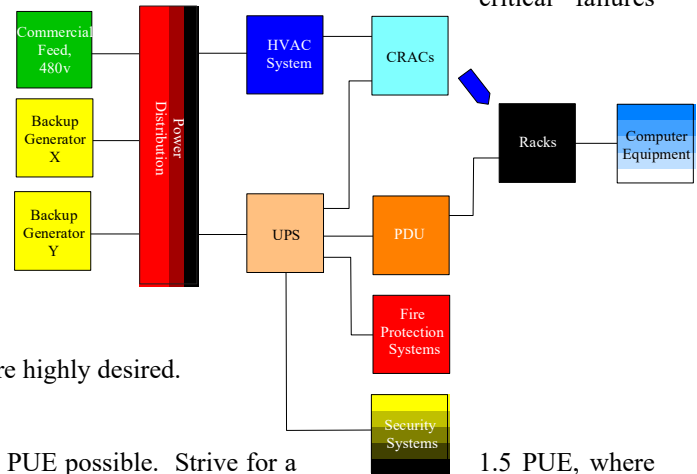 critical failures
Commercial
Feed,
480v
HVAC
System
CRACs
Backup
Generator
X
Power
Distribution
Racks
Computer
Equipment
Backup
Generator
Y
UPS
PDU
Fire
Protection
Systems
re highly desired.
Security
Systems
PUE possible. Strive for a
1.5 PUE, where